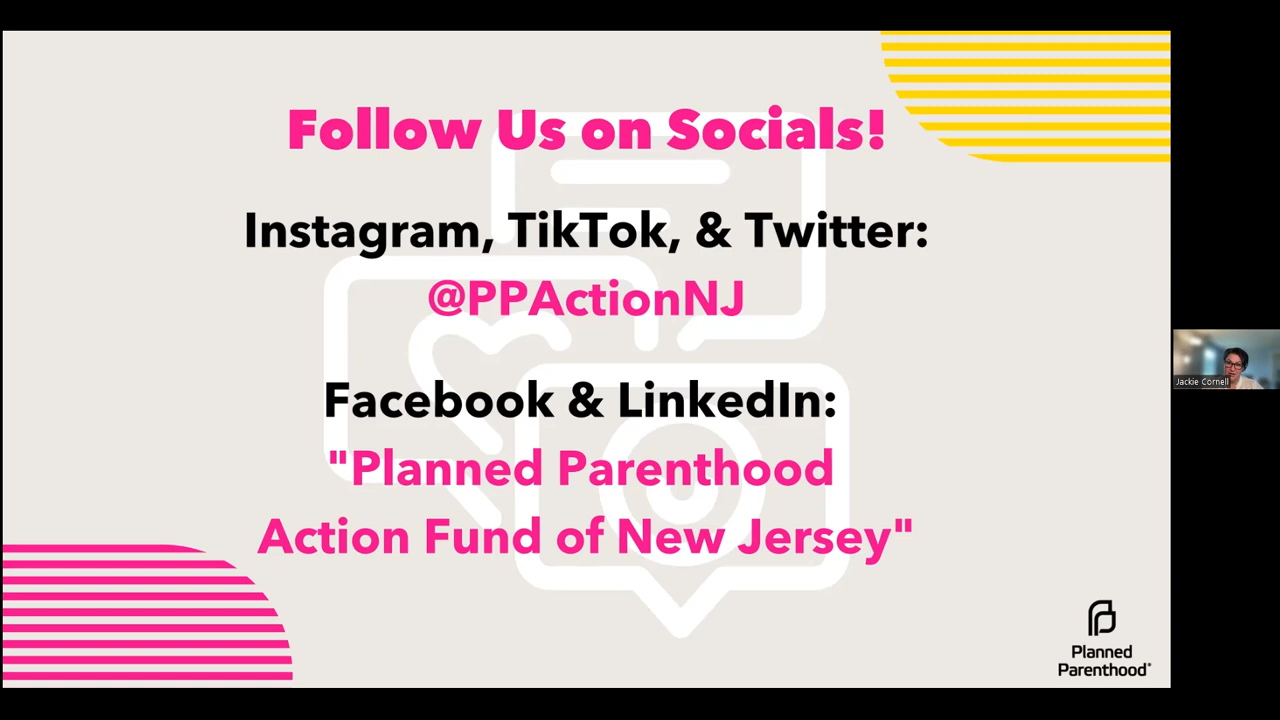 Follow Us on Socials!
Instagram, TikTok, & Twitter:
@PPActionNJ
Facebook & LinkedIn:
"Planned Parenthood
Action Fund of New Jersey"
Planned
Parenthood®
Jackie Cornell